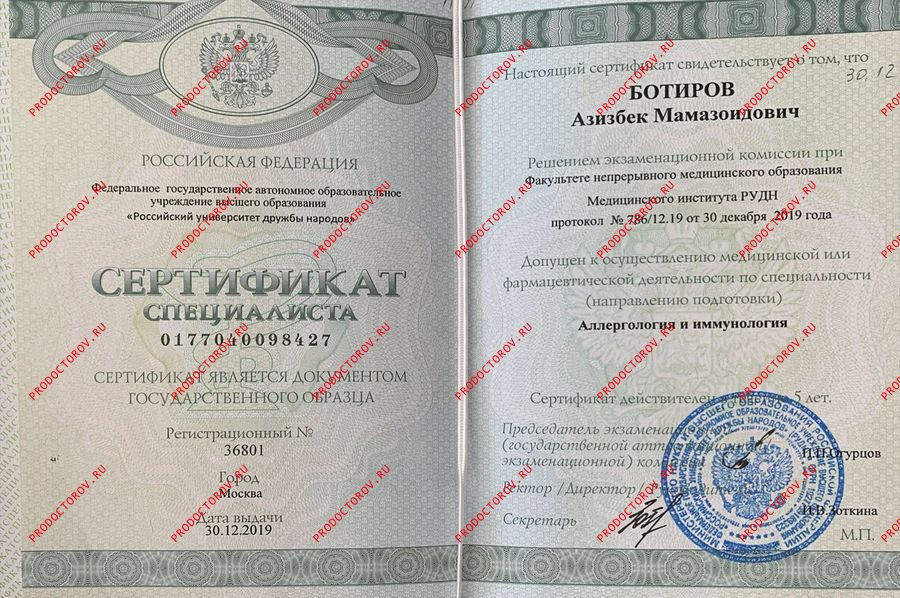 РОССИЙСКАЯ ФЕДЕРАЦИЯ
Федеральное государственное автономное образовательное
учреждение высшего образования
«Российский университет дружбы народов»
СЕРТИФИКАТ
СПЕЦИАЛИСТА
0177040098427
СЕРТИФИКАТ ЯВЛЯЕТСЯ ДОКУМЕНТОМ
ГОСУДАРСТВЕННОГО ОБРАЗЦА
Регистрационный №
36801
Город
Москва
Дата выдачи
30.12.2019
Настоящий сертификат свидетельствует о том, что
30.12
БОТИРОВ
Азизбек Мамазоидович
Решением экзаменационной комиссии при
Факультете непрерывного медицинского образования
Медицинского института РУДН
протокол № 786/12.19 от 30 декабря 2019 года
Допущен к осуществлению медицинской или
фармацевтической деятельности по специальности
(направлению подготовки)
Аллергология и иммунология
Сертификат действителен в 5 лет.
Председатель экзаменационной
(государственной
экзаменационной)
П.П.Огурцов
Ректор /Директор/
И.В.Зоткина
Секретарь
М.П.
PRODOCTOROV.RU